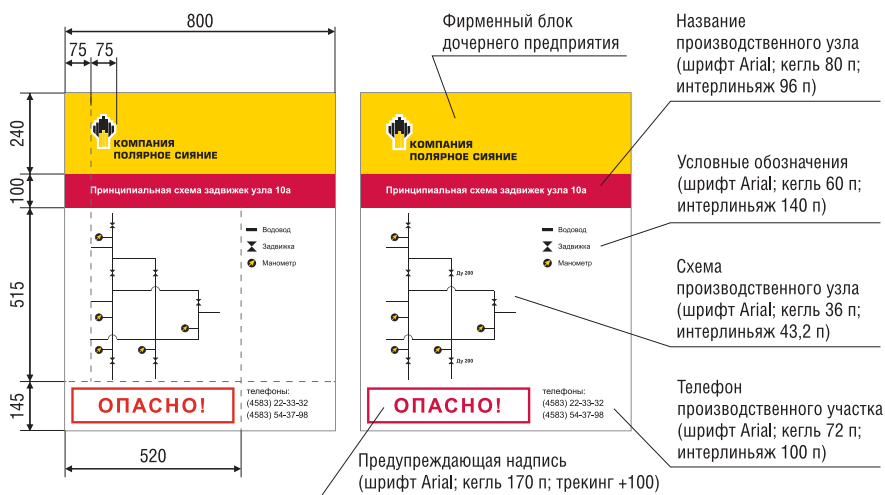 800
75
75
240
100
515
145
520
КОМПАНИЯ
ПОЛЯРНОЕ СИЯНИЕ
Принципиальная схема задвижек узла 10а
Водовод
Задвижка
Манометр
ОПАСНО!
телефоны:
(4583) 22-33-32
(4583) 54-37-98
КОМПАНИЯ
ПОЛЯРНОЕ СИЯНИЕ
Принципиальная схема задвижек узла 10а
Водовод
Задвижка
Манометр
Ду 200
Ду 200
ОПАСНО!
телефоны:
(4583) 22-33-32
(4583) 54-37-98
Фирменный блок
дочернего предприятия
Название
производственного узла
(шрифт Arial; кегль 80 п;
интерлиньяж 96 п)
Условные обозначения
(шрифт Arial; кегль 60 п;
интерлиньяж 140 п)
Схема
производственного узла
(шрифт Arial; кегль 36 п;
интерлиньяж 43,2 п)
Телефон
производственного участка
(шрифт Arial; кегль 72 п;
интерлиньяж 100 п)
Предупреждающая надпись
(шрифт Arial; кегль 170 п; трекинг +100)